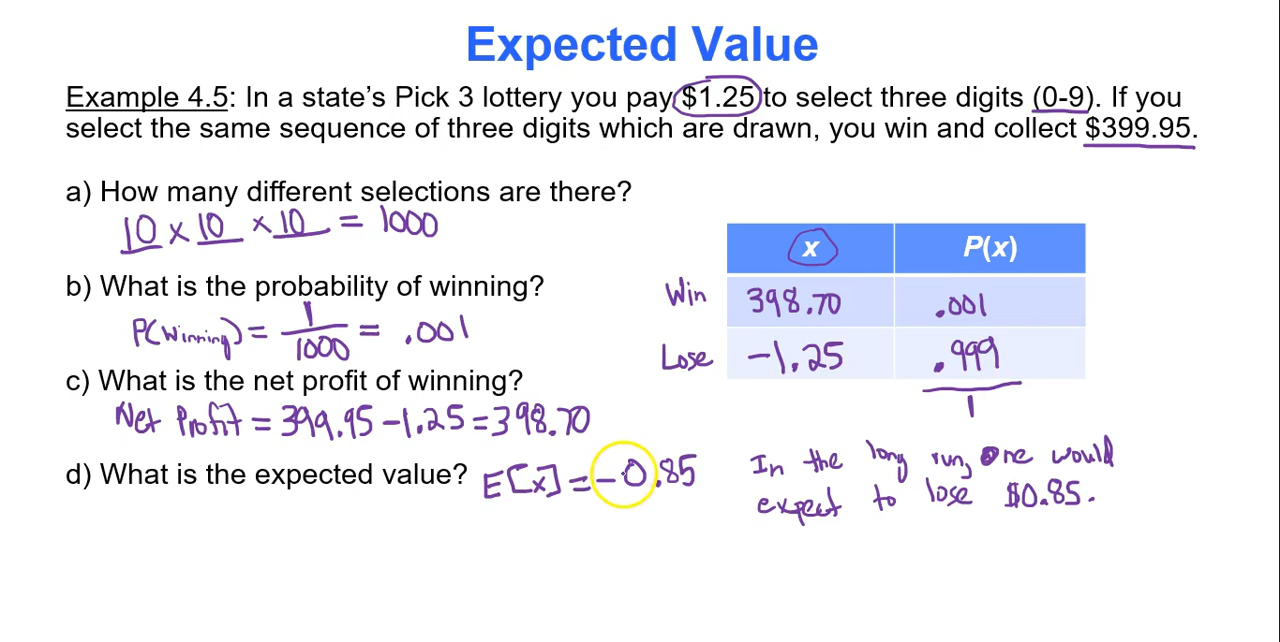 Expected Value
Example 4.5: In a state's Pick 3 lottery you pay $1.25 to select three digits (0-9). If you
select the same sequence of three digits which are drawn, you win and collect $399.95.
a) How many different selections are there?
10 × 10 × 10 = 1000
b) What is the probability of winning?
P(Winning) = 1/1000 = .001
c) What is the net profit of winning?
Net Profit = 399.95 - 1.25 = 398.70
d) What is the expected value? E[x] = -0.85
x P(x)
Win 398.70 .001
Lose -1.25 .999
1
In the long run, one would
expect to lose $0.85.